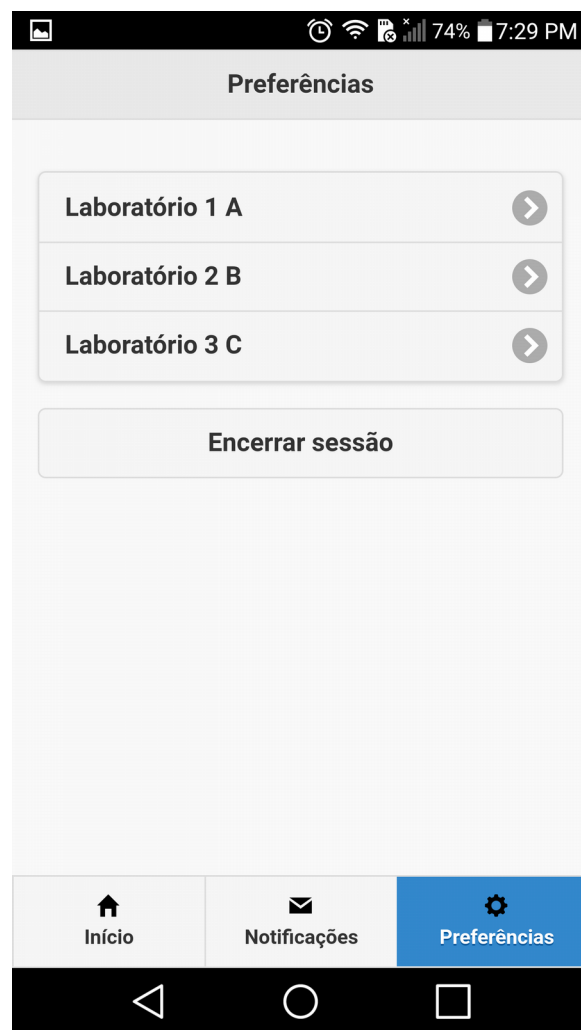 74% 7:29 PM
Preferências
Laboratório 1 A
Laboratório 2 B
Laboratório 3 C
Encerrar sessão
Início Notificações Preferências